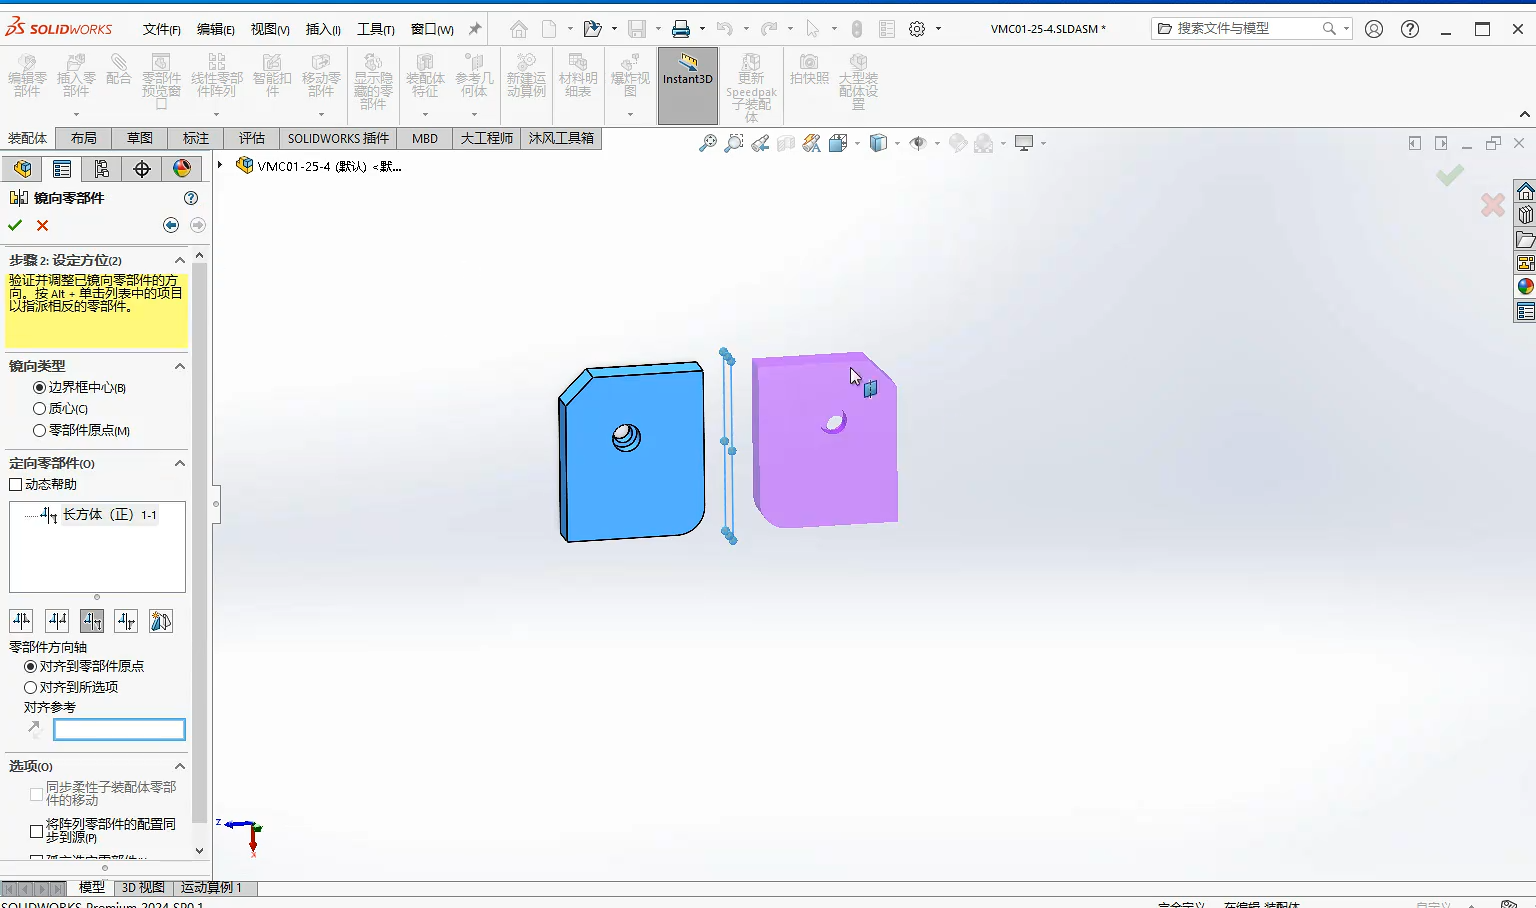 SOLIDWORKS 文件(F) 编辑(E) 视图(V) 插入(I) 工具(T) 窗口(W) VMC01-25-4.SLDASM * 搜索文件与模型
编辑零部件
插入零部件
配合
零部件预览窗口
线性零部件阵列
智能扣件
移动零部件
显示隐藏的零部件
装配体特征
参考几何体
新建运动算例
材料明细表
爆炸视图
Instant3D
更新Speedpak子装配体
拍快照
大型装配体设置
装配体 布局 草图 标注 评估 SOLIDWORKS 插件 MBD 大工程师 沐风工具箱
VMC01-25-4 (默认) <默...
镜向零部件
步骤 2: 设定方位(2)
验证并调整已镜向零部件的方
向。按 Alt + 单击列表中的项目
以指派相反的零部件。
镜向类型
边界框中心(B)
质心(C)
零部件原点(M)
定向零部件(O)
动态帮助
长方体（正）1-1
零部件方向轴
对齐到零部件原点
对齐到所选项
对齐参考
选项(O)
同步柔性子装配体零部
件的移动
将阵列零部件的配置同
步到源(P)
Z
X
模型 3D 视图 运动算例 1
SOLIDWORKS Premium 2024 SP0.1 完全定义 在编辑 装配体 自定义